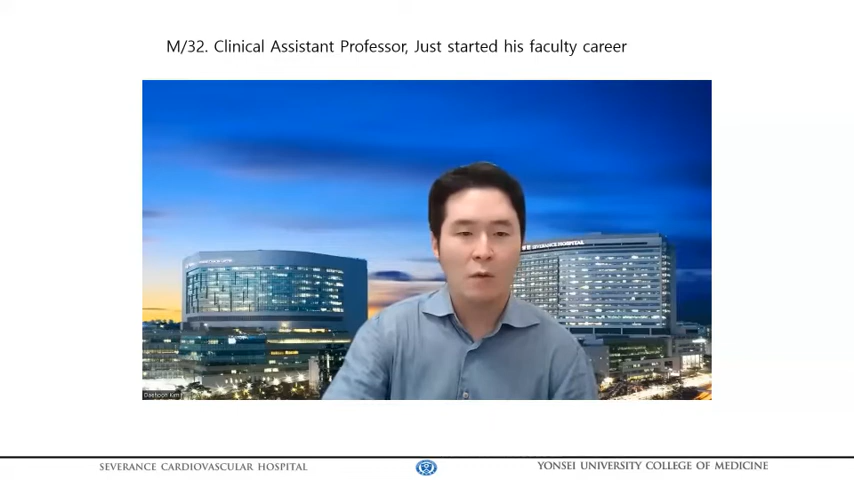 M/32. Clinical Assistant Professor, Just started his faculty career
SEVERANCE HOSPITAL
SEVERANCE CARDIOVASCULAR HOSPITAL
YONSEI UNIVERSITY COLLEGE OF MEDICINE